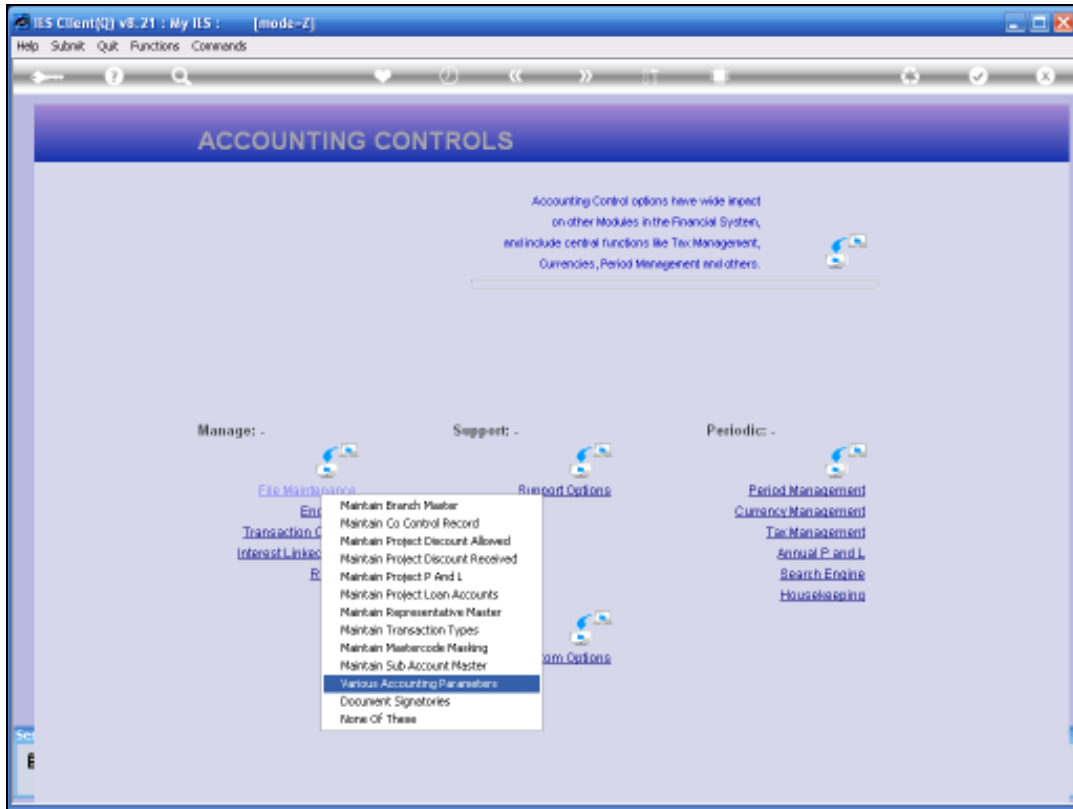 IES Client(Q) v8.21 : My IES : [mode=Z]
Help Submit Quit Functions Commands
ACCOUNTING CONTROLS
Accounting Control options have wide impact
on other Modules in the Financial System,
and include central functions like Tax Management,
Currencies, Period Management and others.
Manage: - Support: - Periodic: -
File Maintenance Support Options Period Management
Currency Management
Transaction Tax Management
Interest Linked Annual P and L
Search Engine
Housekeeping
Maintain Branch Master
Maintain Co Control Record
Maintain Project Discount Allowed
Maintain Project Discount Received
Maintain Project P And L
Maintain Project Loan Accounts
Maintain Representative Master
Maintain Transaction Types
Maintain Mastercode Masking
Maintain Sub Account Master
Various Accounting Parameters
Document Signatories
None Of These
Options